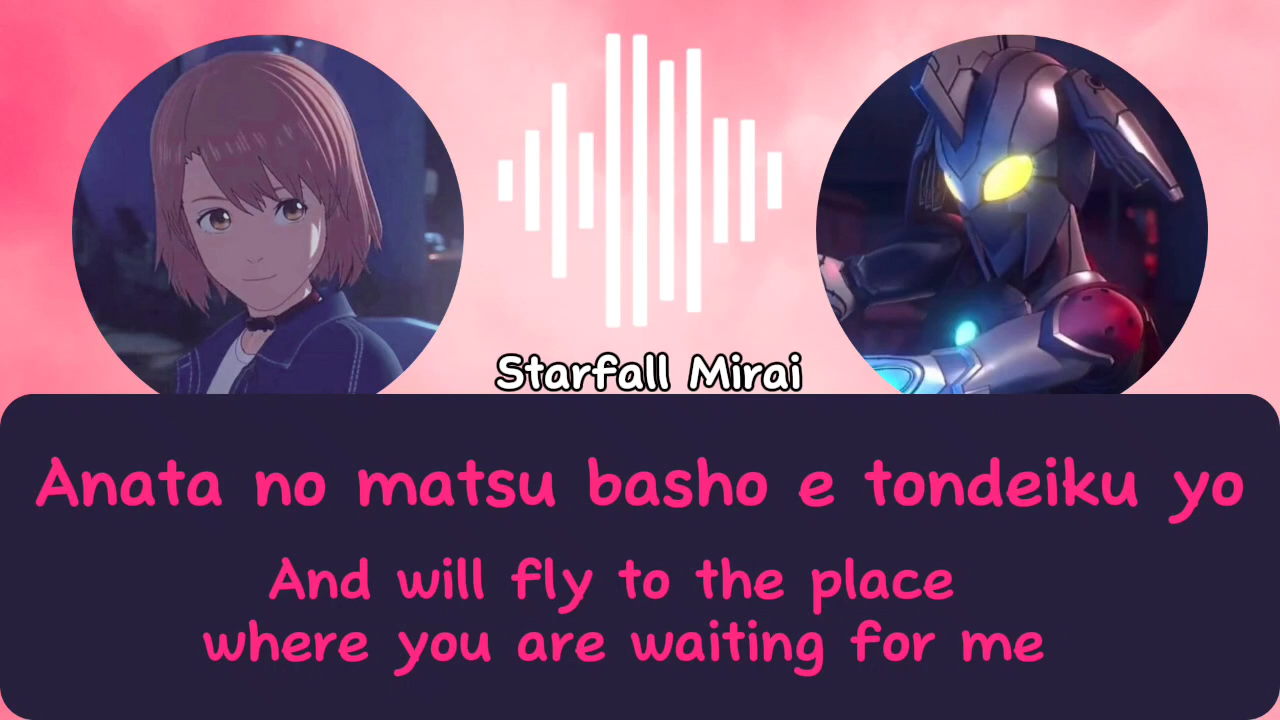 Starfall Mirai
Anata no matsu basho e tondeiku yo
And will fly to the place
where you are waiting for me